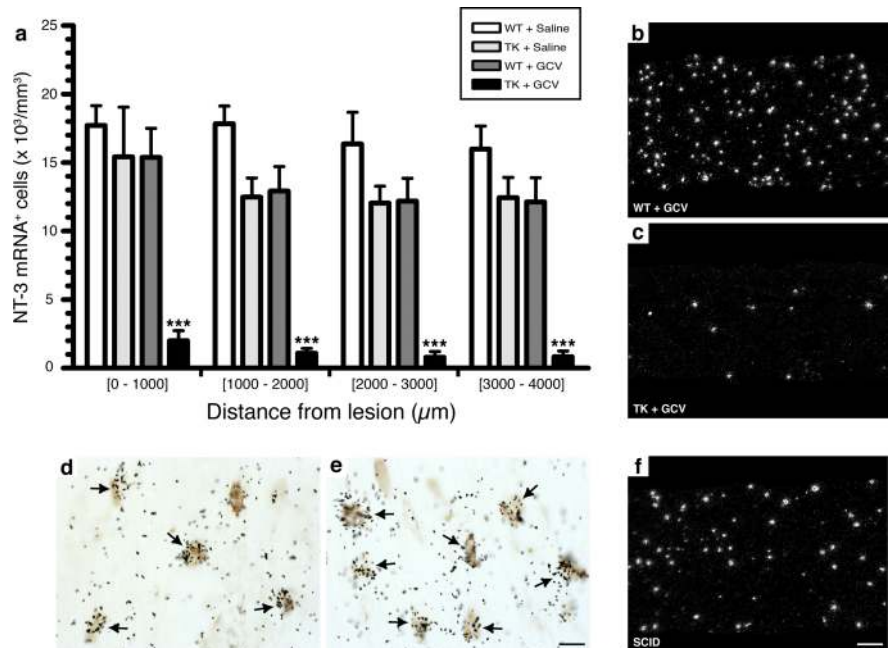 a
25
20
15
10
5
0
NT-3 mRNA⁺ cells (x 10³/mm³)
WT + Saline
TK + Saline
WT + GCV
TK + GCV
***
***
***
***
[0 - 1000]
[1000 - 2000]
[2000 - 3000]
[3000 - 4000]
Distance from lesion (µm)
b
WT + GCV
c
TK + GCV
d
e
f
SCID